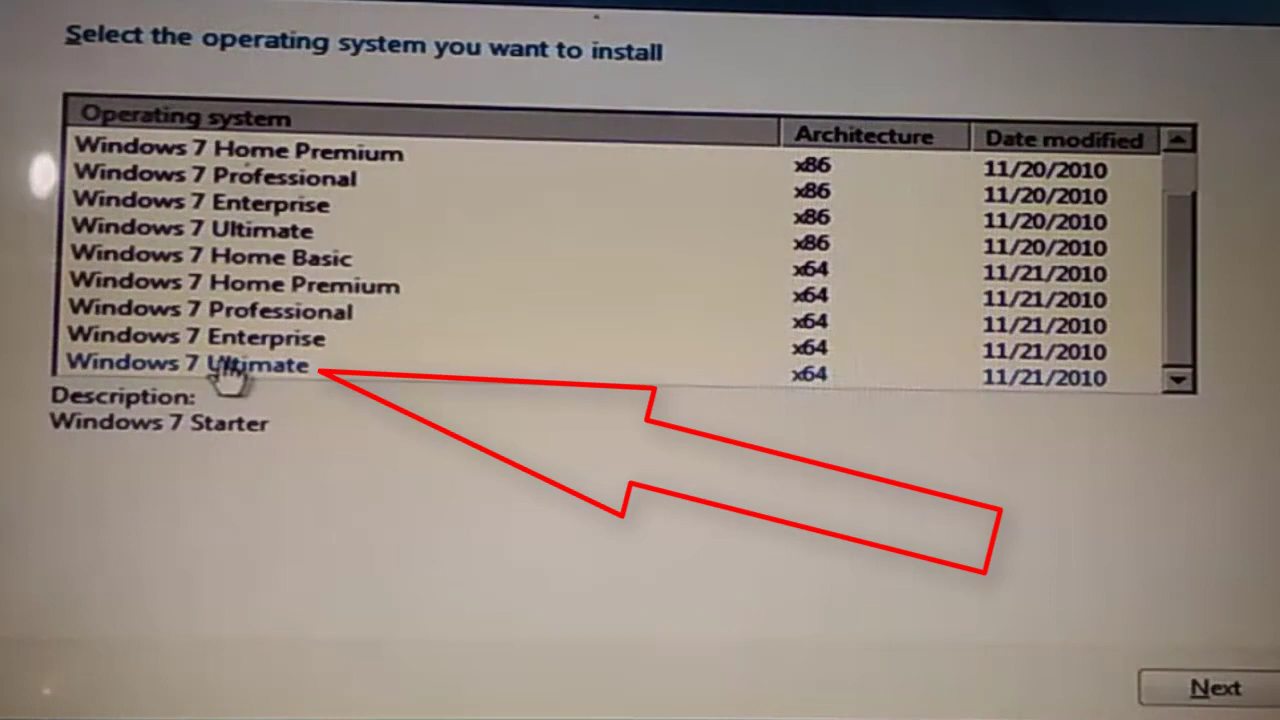 Select the operating system you want to install
Operating system Architecture Date modified
Windows 7 Home Premium x86 11/20/2010
Windows 7 Professional x86 11/20/2010
Windows 7 Enterprise x86 11/20/2010
Windows 7 Ultimate x86 11/20/2010
Windows 7 Home Basic x64 11/21/2010
Windows 7 Home Premium x64 11/21/2010
Windows 7 Professional x64 11/21/2010
Windows 7 Enterprise x64 11/21/2010
Windows 7 Ultimate x64 11/21/2010
Description:
Windows 7 Starter
Next